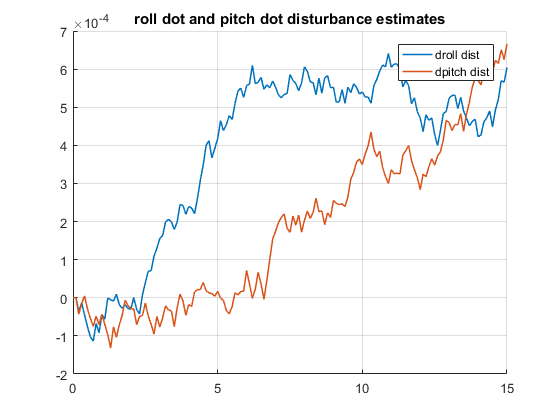 ×10⁻⁴
roll dot and pitch dot disturbance estimates
7
droll dist
6
dpitch dist
5
4
3
2
1
0
-1
-2
0 5 10 15